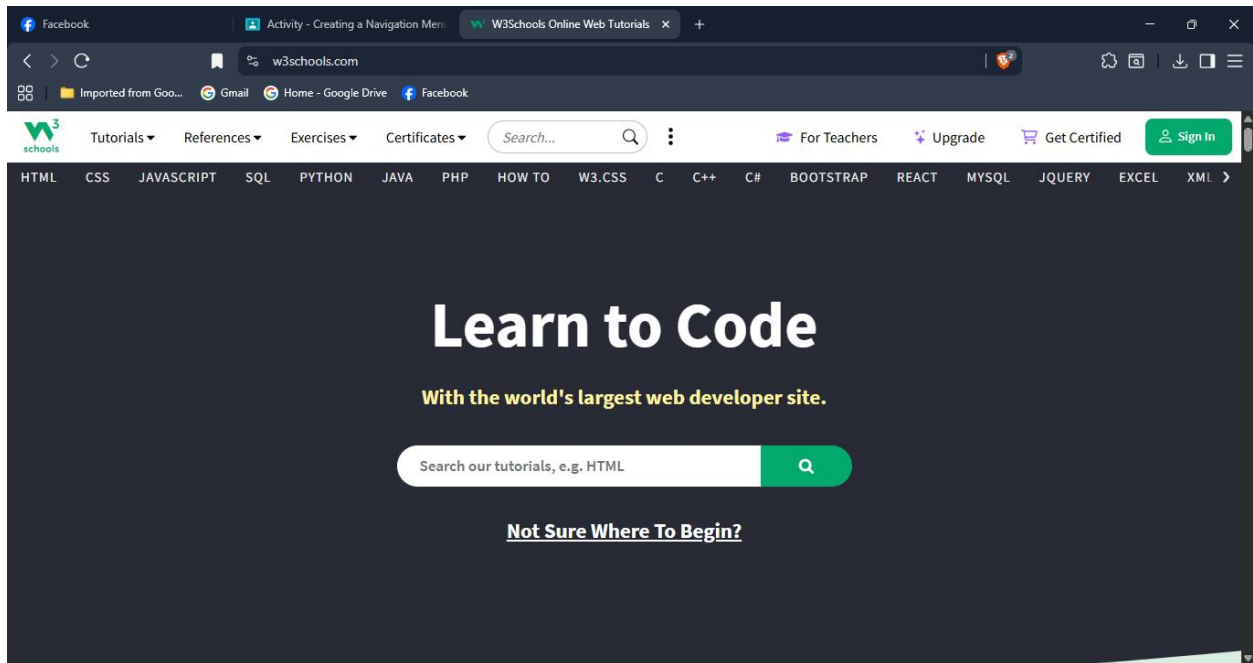 Facebook
Activity - Creating a Navigation Menu
W3Schools Online Web Tutorials
w3schools.com
2
Imported from Goo...
Gmail
Home - Google Drive
Facebook
W3 schools
Tutorials
References
Exercises
Certificates
Search...
For Teachers
Upgrade
Get Certified
Sign In
HTML CSS JAVASCRIPT SQL PYTHON JAVA PHP HOW TO W3.CSS C C++ C# BOOTSTRAP REACT MYSQL JQUERY EXCEL XML
Learn to Code
With the world's largest web developer site.
Search our tutorials, e.g. HTML
Not Sure Where To Begin?